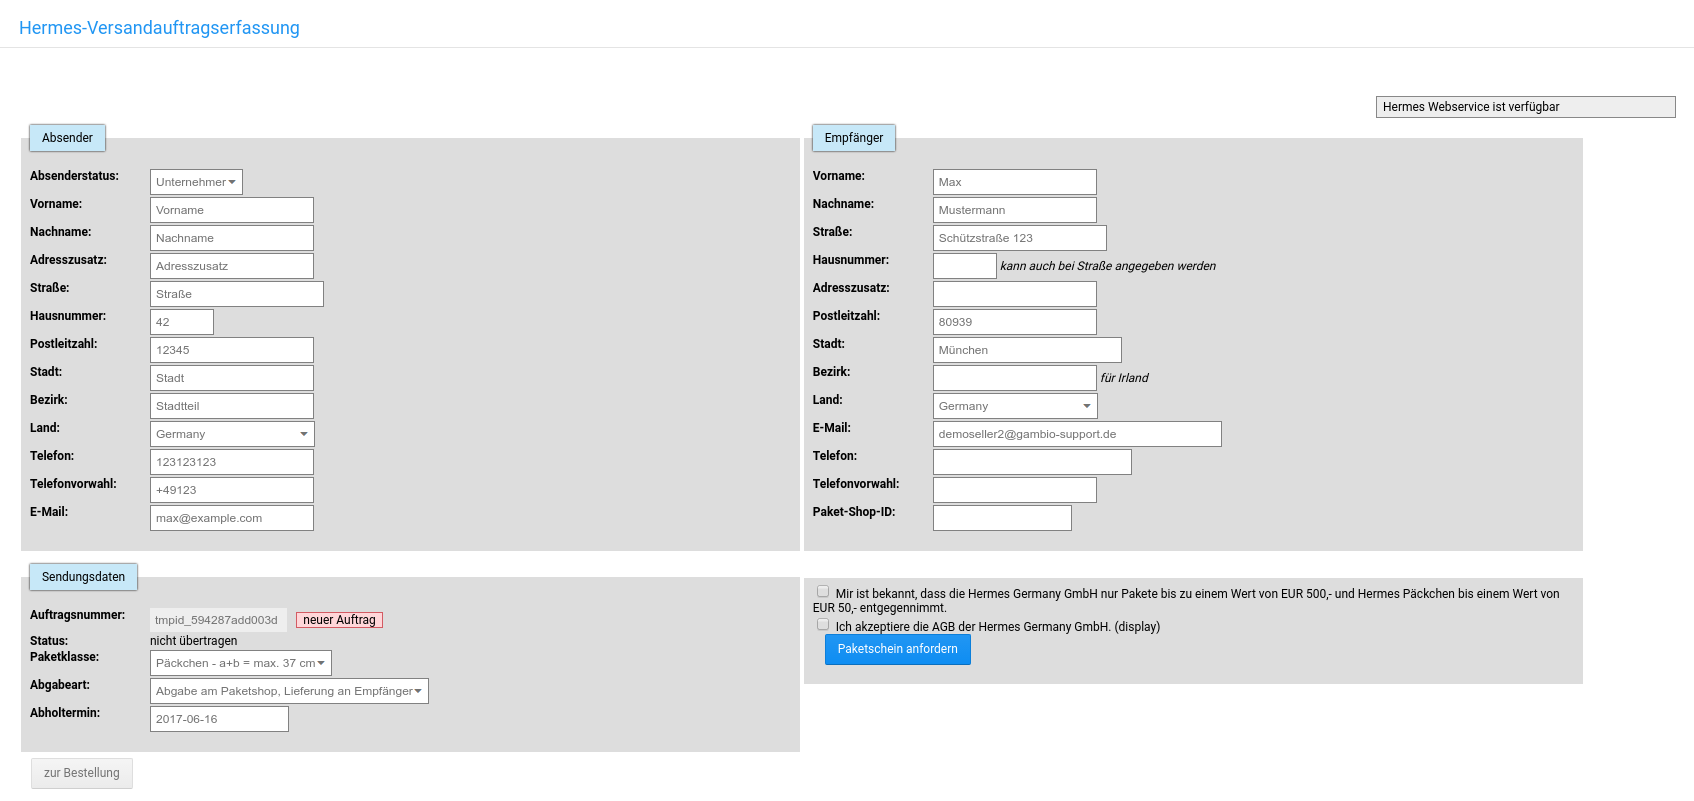 Hermes-Versandauftragserfassung
Hermes Webservice ist verfügbar
Absender
Absenderstatus: Unternehmer
Vorname: Vorname
Nachname: Nachname
Adresszusatz: Adresszusatz
Straße: Straße
Hausnummer: 42
Postleitzahl: 12345
Stadt: Stadt
Bezirk: Stadtteil
Land: Germany
Telefon: 123123123
Telefonvorwahl: +49123
E-Mail: max@example.com
Empfänger
Vorname: Max
Nachname: Mustermann
Straße: Schützstraße 123
Hausnummer: kann auch bei Straße angegeben werden
Adresszusatz:
Postleitzahl: 80939
Stadt: München
Bezirk: für Irland
Land: Germany
E-Mail: demoseller2@gambio-support.de
Telefon:
Telefonvorwahl:
Paket-Shop-ID:
Sendungsdaten
Auftragsnummer: tmpid_594287add003d neuer Auftrag
Status: nicht übertragen
Paketklasse: Päckchen - a+b = max. 37 cm
Abgabeart: Abgabe am Paketshop, Lieferung an Empfänger
Abholtermin: 2017-06-16
Mir ist bekannt, dass die Hermes Germany GmbH nur Pakete bis zu einem Wert von EUR 500,- und Hermes Päckchen bis einem Wert von
EUR 50,- entgegennimmt.
Ich akzeptiere die AGB der Hermes Germany GmbH. (display)
Paketschein anfordern
zur Bestellung